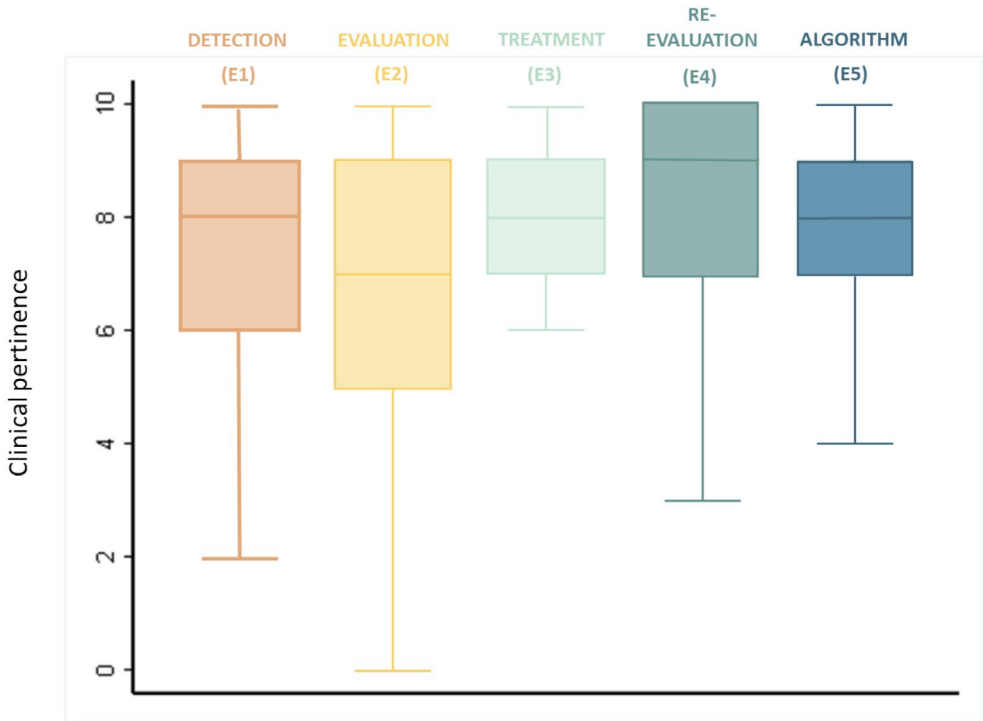 DETECTION
(E1)
EVALUATION
(E2)
TREATMENT
(E3)
RE-
EVALUATION
(E4)
ALGORITHM
(E5)
Clinical pertinence
10
8
6
4
2
0